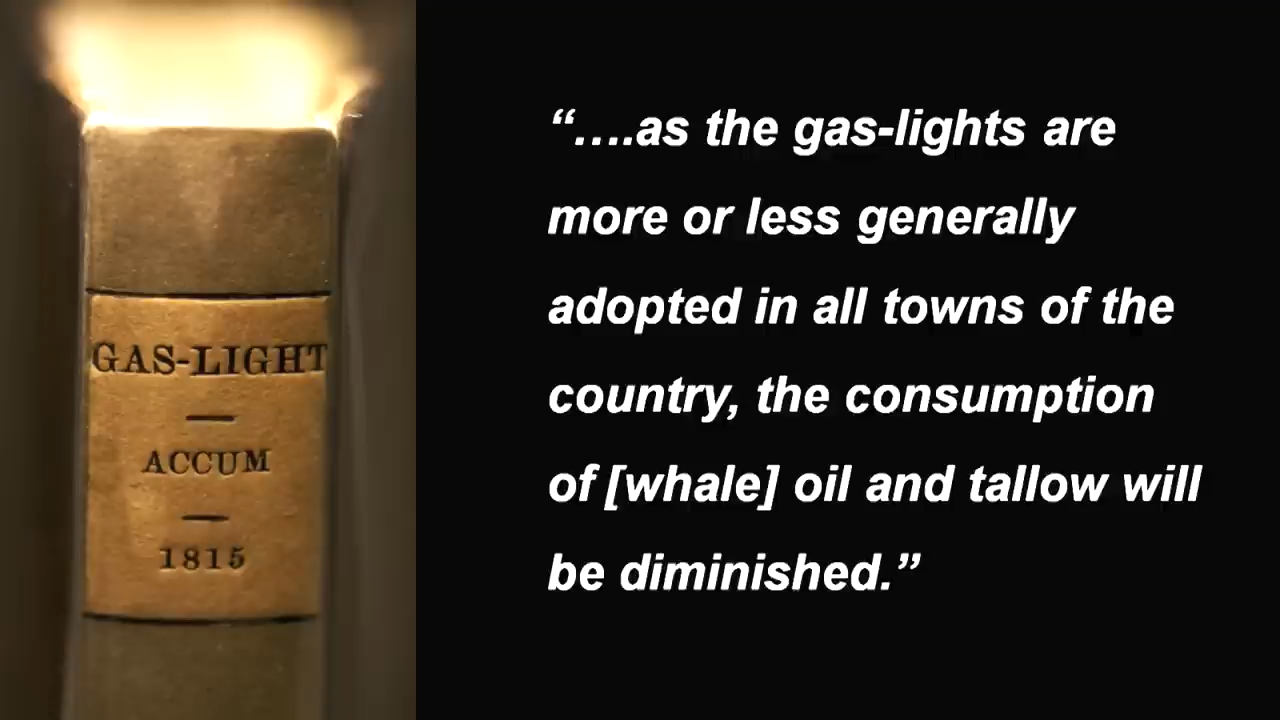 GAS-LIGHT
ACCUM
1815
“….as the gas-lights are
more or less generally
adopted in all towns of the
country, the consumption
of [whale] oil and tallow will
be diminished.”